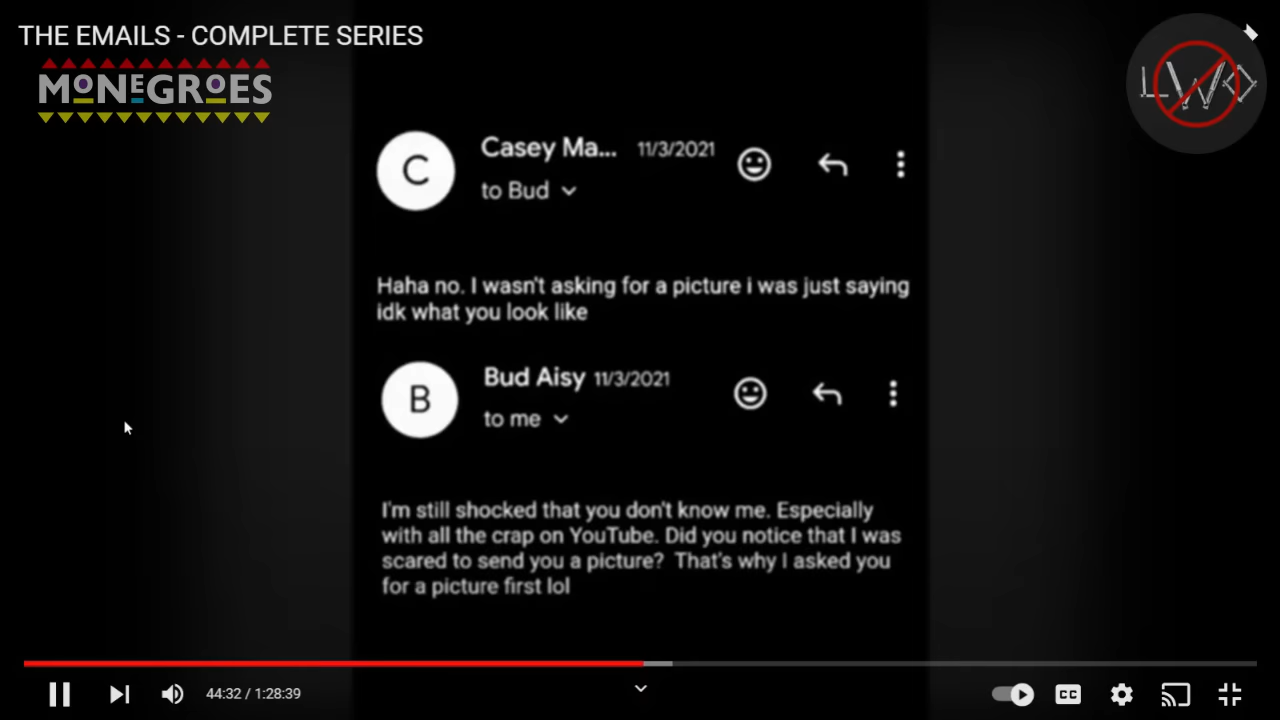 THE EMAILS - COMPLETE SERIES
MONEGROES
LWO
C
Casey Ma... 11/3/2021
to Bud
Haha no. I wasn't asking for a picture i was just saying
idk what you look like
B
Bud Aisy 11/3/2021
to me
I'm still shocked that you don't know me. Especially
with all the crap on YouTube. Did you notice that I was
scared to send you a picture?  That's why I asked you
for a picture first lol
44:32 / 1:28:39
CC